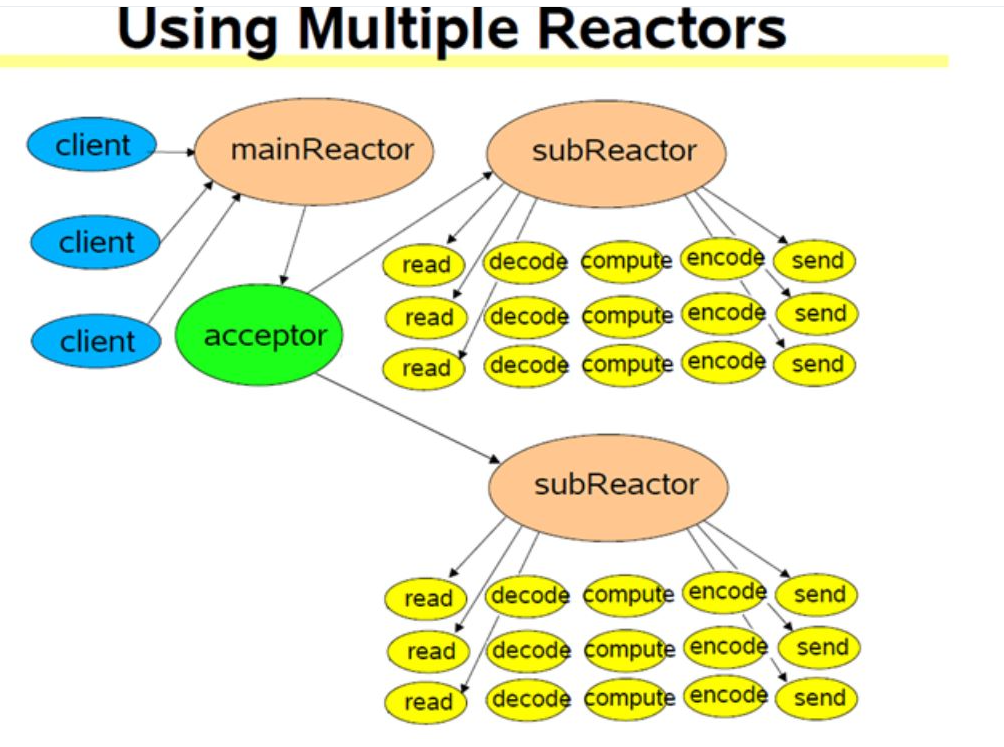 Using Multiple Reactors
client
mainReactor
subReactor
client
read decode compute encode send
client
acceptor
read decode compute encode send
read decode compute encode send
subReactor
read decode compute encode send
read decode compute encode send
read decode compute encode send